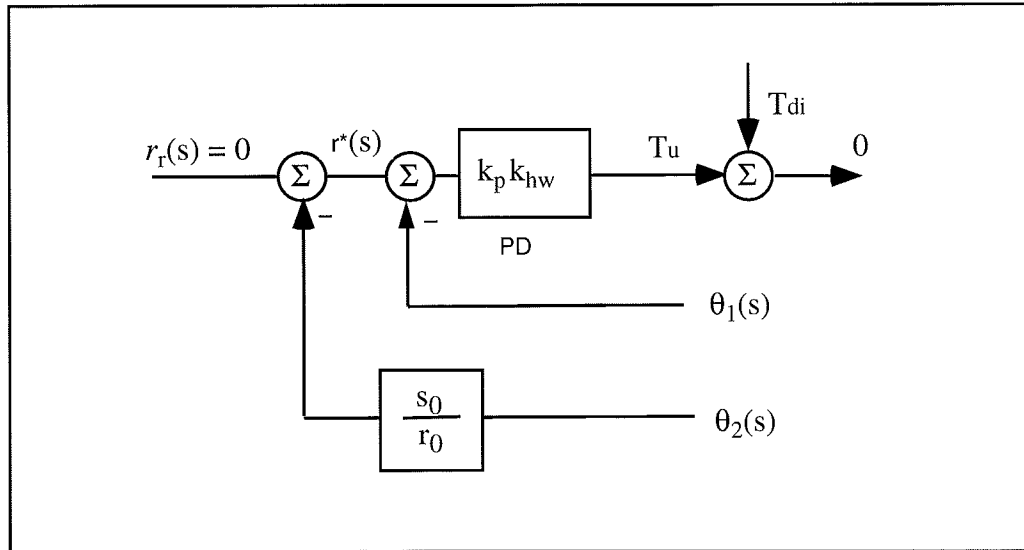 T_di
r_r(s) = 0
r*(s)
Σ
–
Σ
–
k_p k_hw
PD
T_u
Σ
0
θ_1(s)
s_0
r_0
θ_2(s)